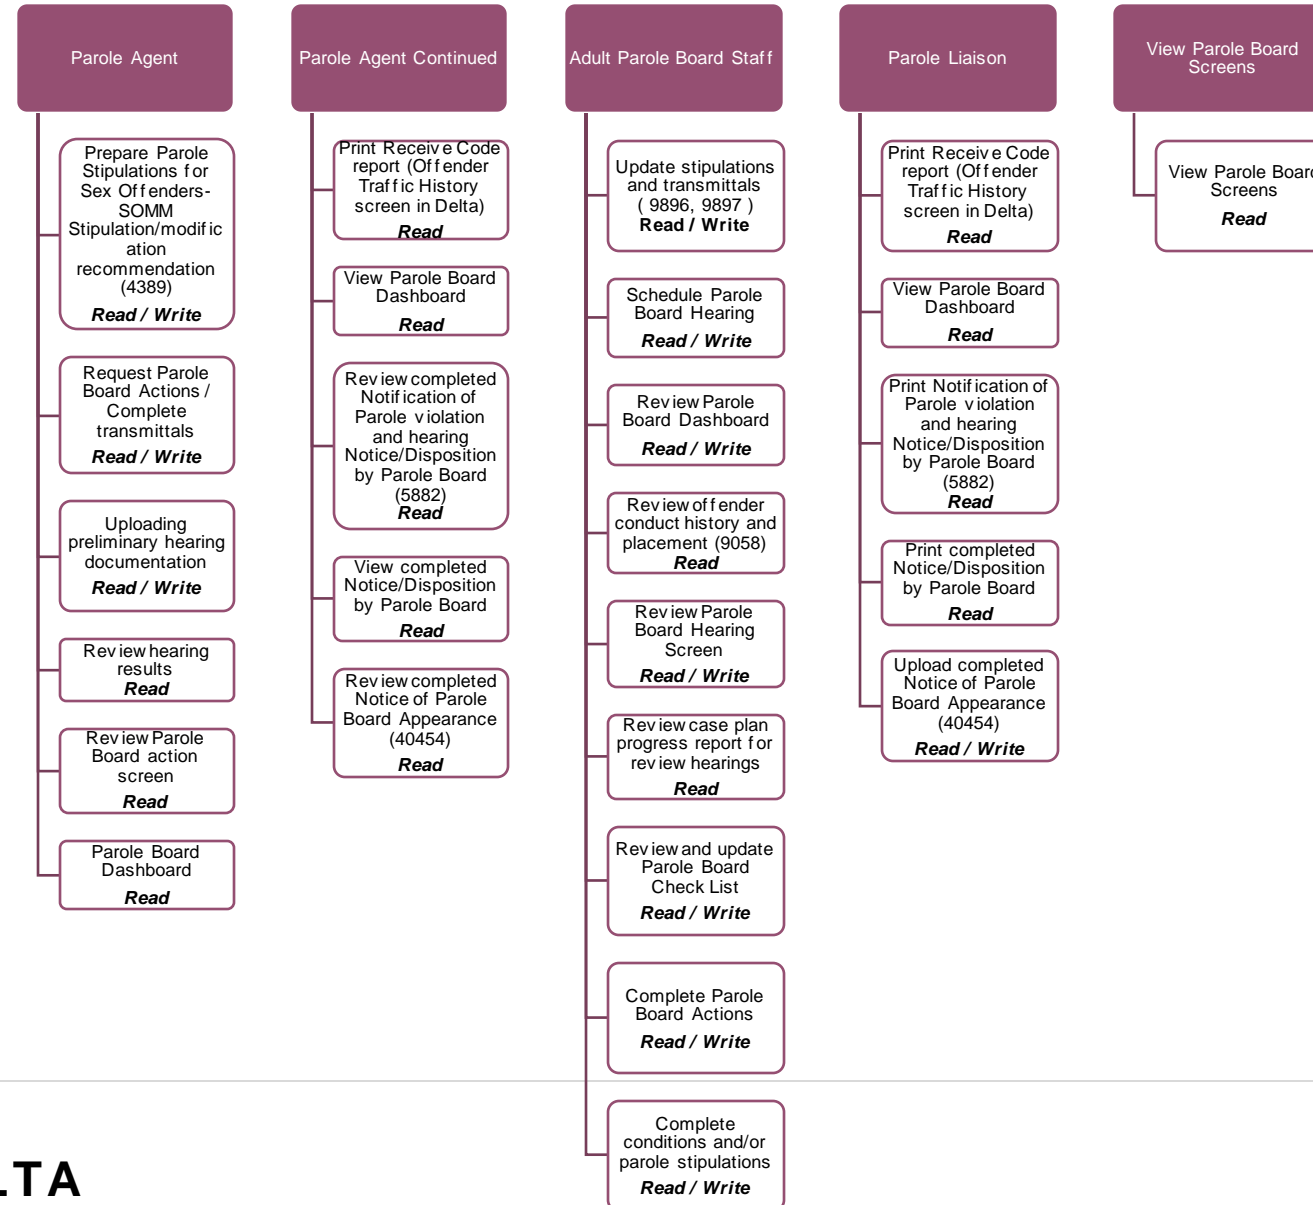 Parole Agent
Prepare Parole
Stipulations for
Sex Offenders-
SOMM
Stipulation/modific
ation
recommendation
(4389)
Read / Write
Request Parole
Board Actions /
Complete
transmittals
Read / Write
Uploading
preliminary hearing
documentation
Read / Write
Review hearing
results
Read
Review Parole
Board action
screen
Read
Parole Board
Dashboard
Read
Parole Agent Continued
Print Receive Code
report (Offender
Traffic History
screen in Delta)
Read
View Parole Board
Dashboard
Read
Review completed
Notification of
Parole violation
and hearing
Notice/Disposition
by Parole Board
(5882)
Read
View completed
Notice/Disposition
by Parole Board
Read
Review completed
Notice of Parole
Board Appearance
(40454)
Read
Adult Parole Board Staff
Update stipulations
and transmittals
( 9896, 9897 )
Read / Write
Schedule Parole
Board Hearing
Read / Write
Review Parole
Board Dashboard
Read / Write
Review offender
conduct history and
placement (9058)
Read
Review Parole
Board Hearing
Screen
Read / Write
Review case plan
progress report for
review hearings
Read
Review and update
Parole Board
Check List
Read / Write
Complete Parole
Board Actions
Read / Write
Complete
conditions and/or
parole stipulations
Read / Write
Parole Liaison
Print Receive Code
report (Offender
Traffic History
screen in Delta)
Read
View Parole Board
Dashboard
Read
Print Notification of
Parole violation
and hearing
Notice/Disposition
by Parole Board
(5882)
Read
Print completed
Notice/Disposition
by Parole Board
Read
Upload completed
Notice of Parole
Board Appearance
(40454)
Read / Write
View Parole Board
Screens
View Parole Board
Screens
Read
LTA